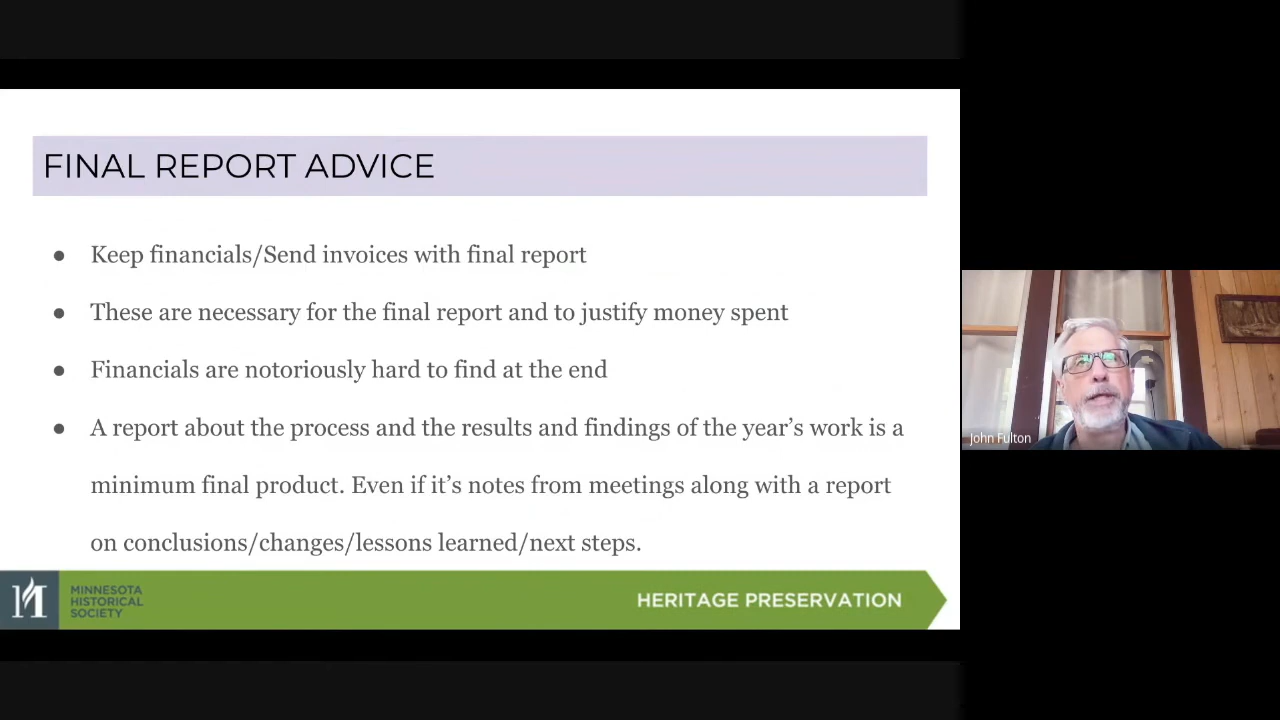 FINAL REPORT ADVICE
● Keep financials/Send invoices with final report
● These are necessary for the final report and to justify money spent
● Financials are notoriously hard to find at the end
● A report about the process and the results and findings of the year’s work is a
minimum final product. Even if it’s notes from meetings along with a report
on conclusions/changes/lessons learned/next steps.
John Fulton
MINNESOTA
HISTORICAL
SOCIETY
HERITAGE PRESERVATION